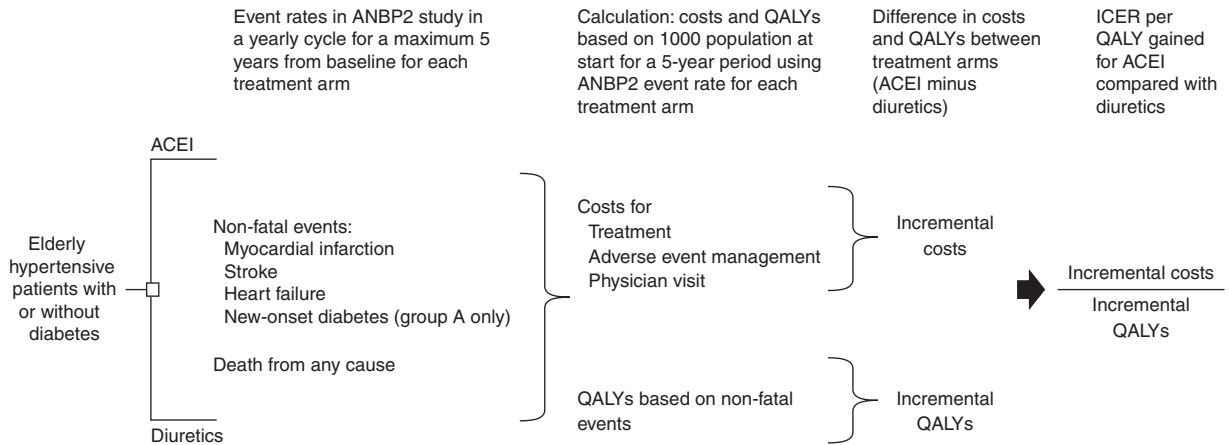 Event rates in ANBP2 study in
a yearly cycle for a maximum 5
years from baseline for each
treatment arm
Calculation: costs and QALYs
based on 1000 population at
start for a 5-year period using
ANBP2 event rate for each
treatment arm
Difference in costs
and QALYs between
treatment arms
(ACEI minus
diuretics)
ICER per
QALY gained
for ACEI
compared with
diuretics
Elderly
hypertensive
patients with
or without
diabetes
ACEI
Non-fatal events:
Myocardial infarction
Stroke
Heart failure
New-onset diabetes (group A only)
Death from any cause
Diuretics
Costs for
Treatment
Adverse event management
Physician visit
QALYs based on non-fatal
events
Incremental
costs
Incremental
QALYs
Incremental costs
Incremental
QALYs